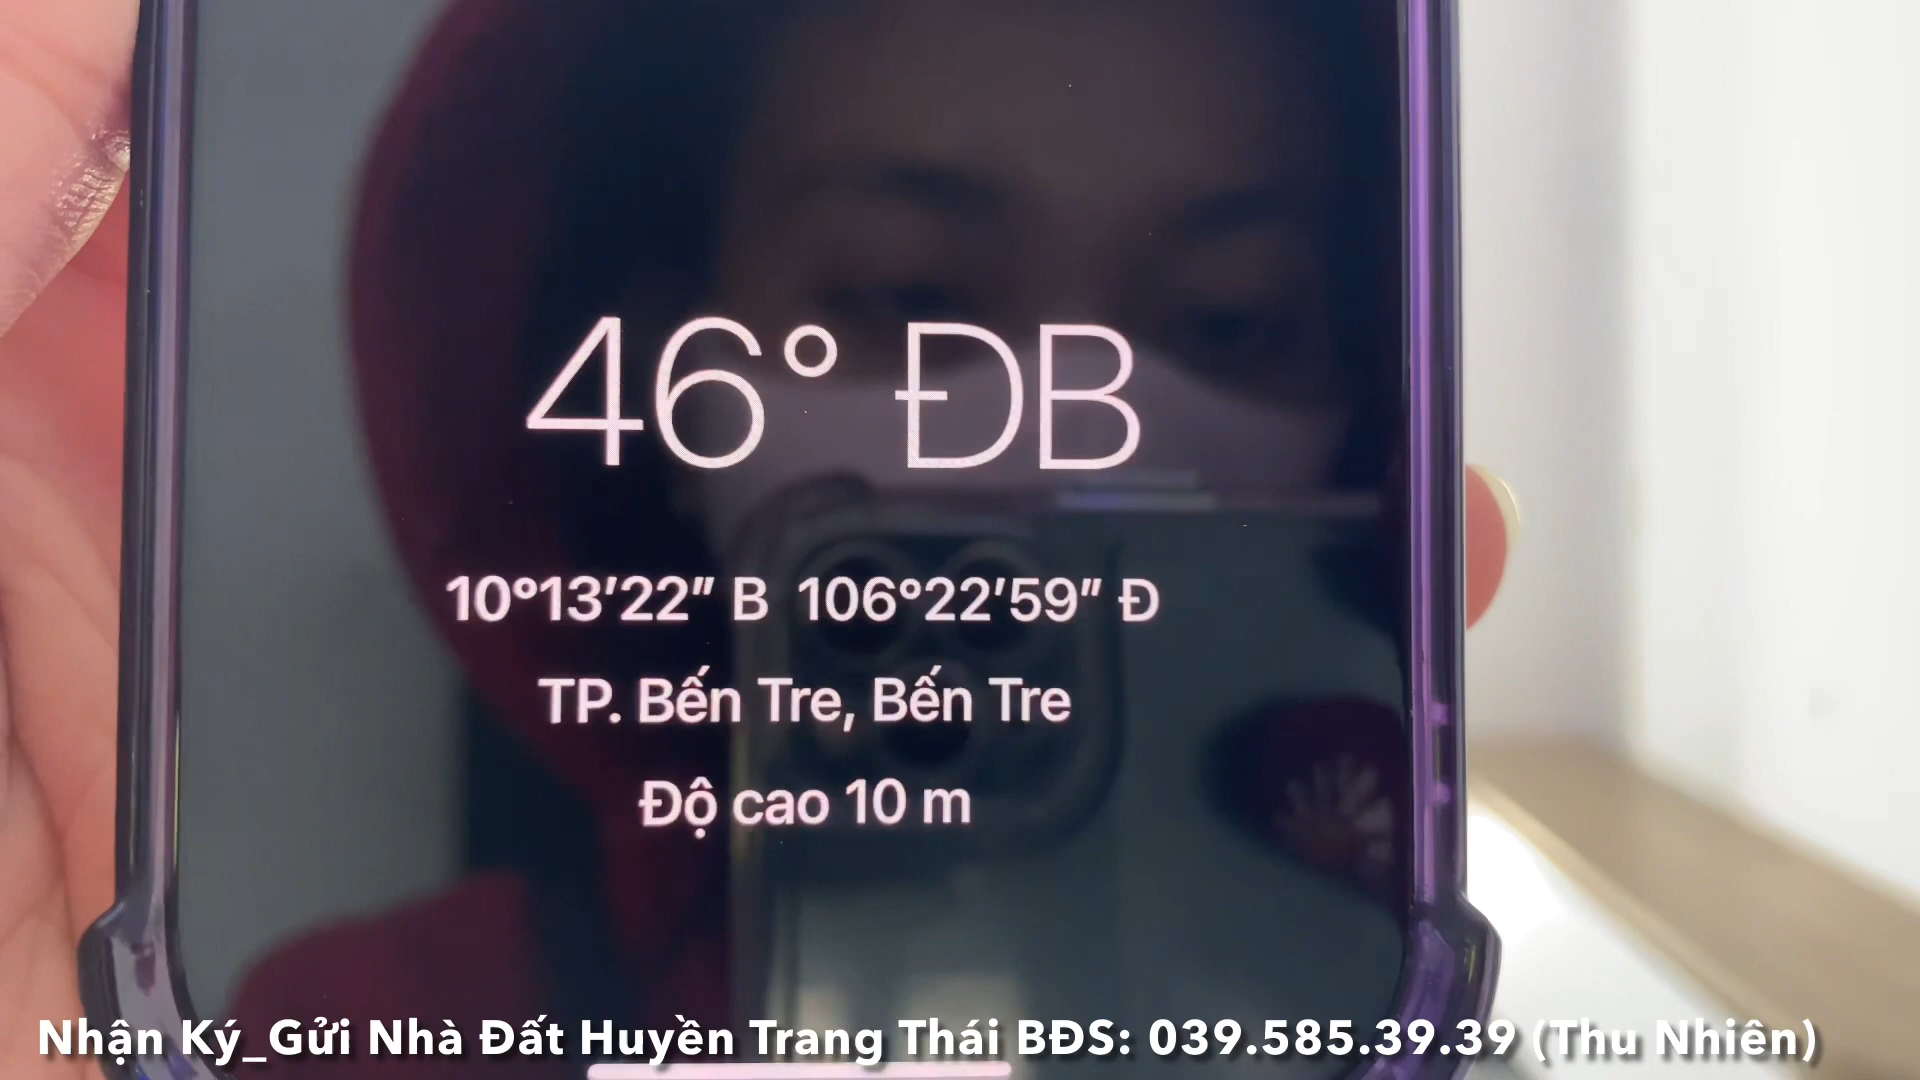 46° ĐB
10°13′22″ B 106°22′59″ Đ
TP. Bến Tre, Bến Tre
Độ cao 10 m
Nhận Ký_Gửi Nhà Đất Huyền Trang Thái BĐS: 039.585.39.39 (Thu Nhiên)